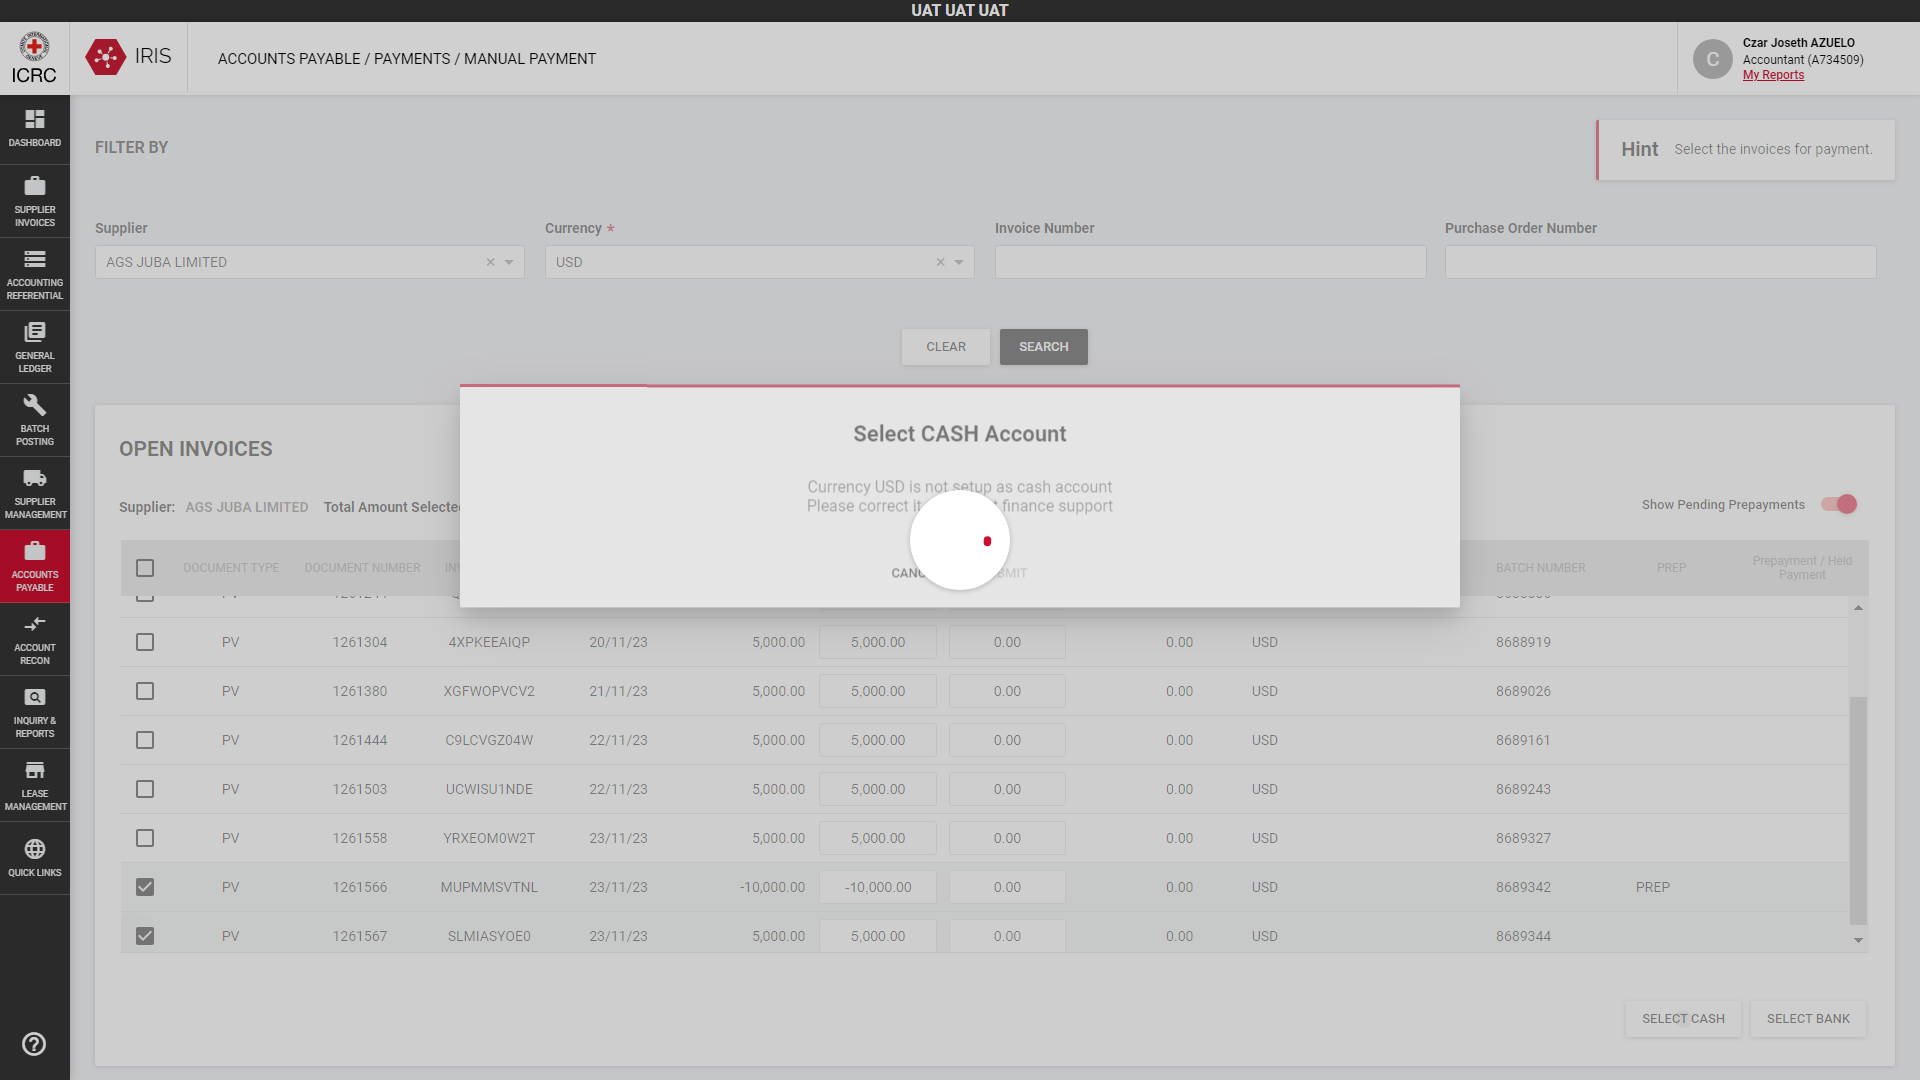 UAT UAT UAT
ICRC
IRIS
ACCOUNTS PAYABLE / PAYMENTS / MANUAL PAYMENT
C
Czar Joseth AZUELO
Accountant (A734509)
My Reports
DASHBOARD
SUPPLIER
INVOICES
ACCOUNTING
REFERENTIAL
GENERAL
LEDGER
BATCH
POSTING
SUPPLIER
MANAGEMENT
ACCOUNTS
PAYABLE
ACCOUNT
RECON
INQUIRY &
REPORTS
LEASE
MANAGEMENT
QUICK LINKS
FILTER BY
Hint Select the invoices for payment.
Supplier Currency * Invoice Number Purchase Order Number
AGS JUBA LIMITED USD
CLEAR SEARCH
Select CASH Account
Currency USD is not setup as cash account
Please correct it finance support
OPEN INVOICES
Supplier: AGS JUBA LIMITED Total Amount Selected
Show Pending Prepayments
DOCUMENT TYPE DOCUMENT NUMBER BATCH NUMBER PREP Prepayment / Held Payment
PV 1261304 4XPKEEAIQP 20/11/23 5,000.00 5,000.00 0.00 0.00 USD 8688919
PV 1261380 XGFWOPVCV2 21/11/23 5,000.00 5,000.00 0.00 0.00 USD 8689026
PV 1261444 C9LCVGZ04W 22/11/23 5,000.00 5,000.00 0.00 0.00 USD 8689161
PV 1261503 UCWISU1NDE 22/11/23 5,000.00 5,000.00 0.00 0.00 USD 8689243
PV 1261558 YRXEOM0W2T 23/11/23 5,000.00 5,000.00 0.00 0.00 USD 8689327
PV 1261566 MUPMMSVTNL 23/11/23 -10,000.00 -10,000.00 0.00 0.00 USD 8689342 PREP
PV 1261567 SLMIASYOE0 23/11/23 5,000.00 5,000.00 0.00 0.00 USD 8689344
SELECT CASH SELECT BANK